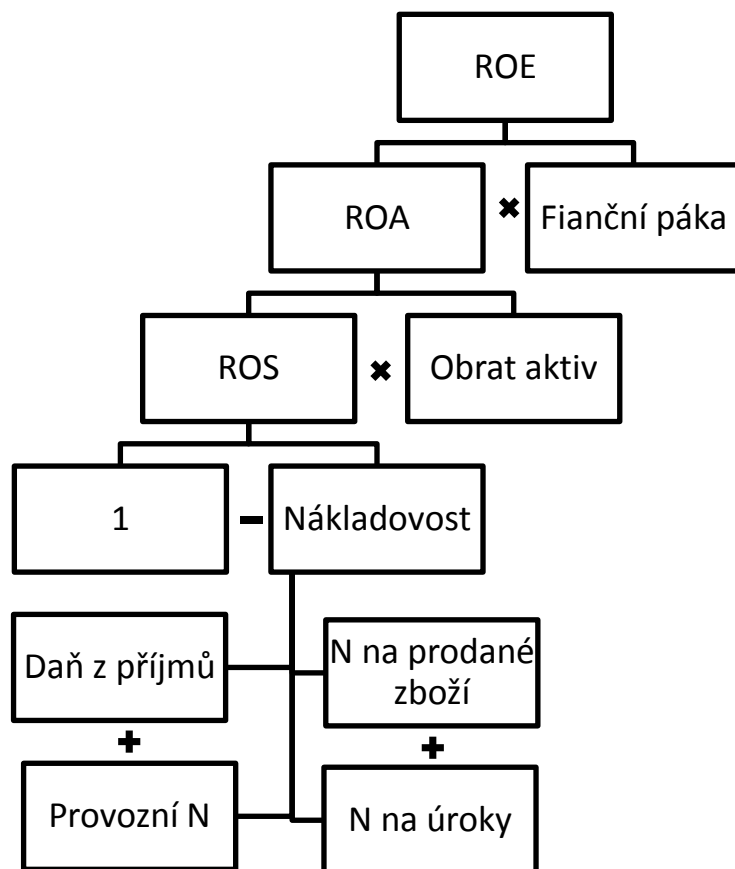 ROE
ROA
✖
Fianční páka
ROS
✖
Obrat aktiv
1
−
Nákladovost
Daň z příjmů
N na prodané
zboží
+
+
Provozní N
N na úroky